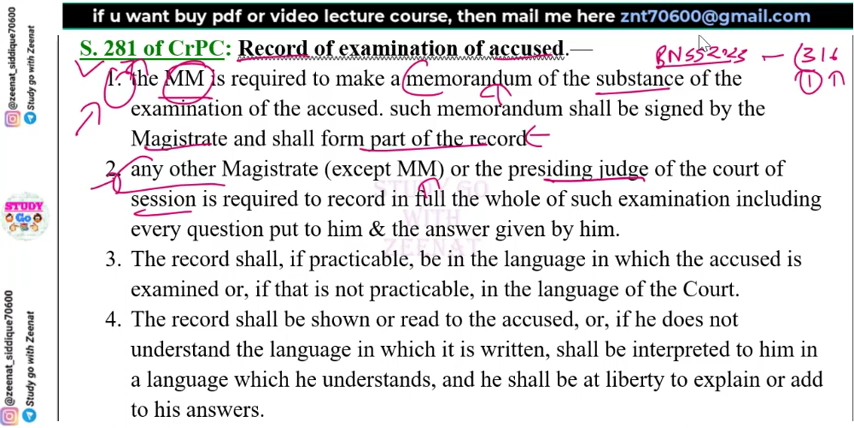 if u want buy pdf or video lecture course, then mail me here znt70600@gmail.com
S. 281 of CrPC: Record of examination of accused.—
BNSS 2023 – (316
① 
1. the MM is required to make a memorandum of the substance of the
examination of the accused. such memorandum shall be signed by the
Magistrate and shall form part of the record
2. any other Magistrate (except MM) or the presiding judge of the court of
session is required to record in full the whole of such examination including
every question put to him & the answer given by him.
3. The record shall, if practicable, be in the language in which the accused is
examined or, if that is not practicable, in the language of the Court.
4. The record shall be shown or read to the accused, or, if he does not
understand the language in which it is written, shall be interpreted to him in
a language which he understands, and he shall be at liberty to explain or add
to his answers.
STUDY GO
WITH
ZEENAT
@zeenat_siddique70600
Study go with Zeenat
STUDY
Go
@zeenat_siddique70600
Study go with Zeenat